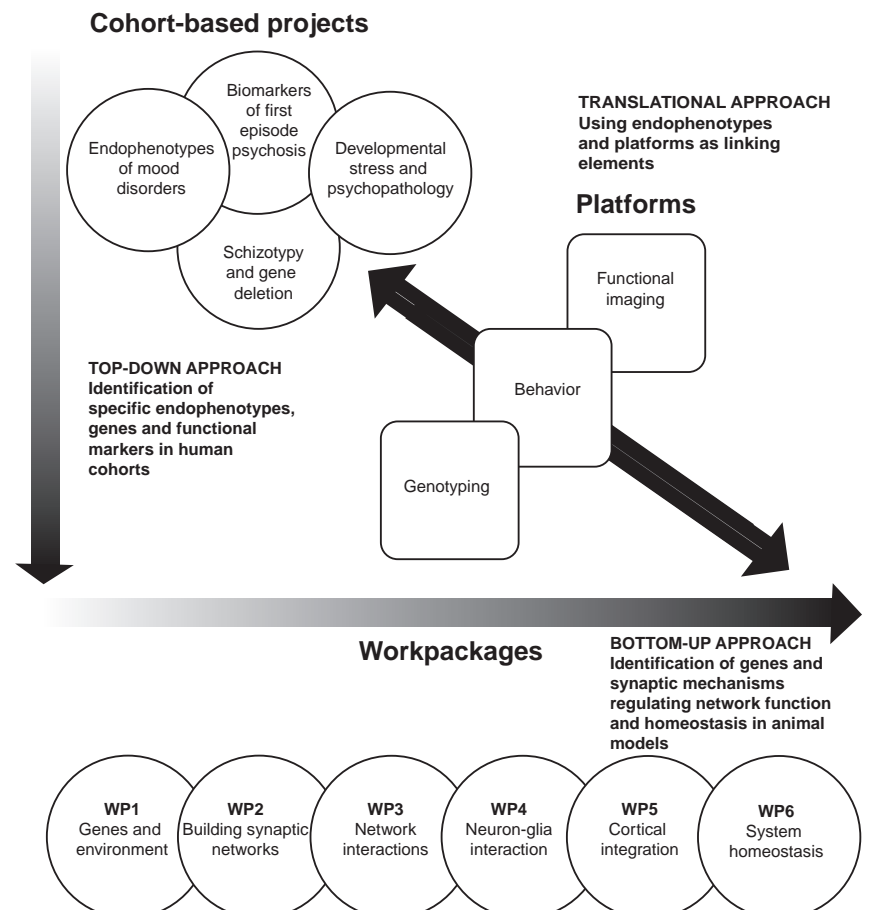 Cohort-based projects
Biomarkers
of first
episode
psychosis
Endophenotypes
of mood
disorders
Developmental
stress and
psychopathology
Schizotypy
and gene
deletion
TRANSLATIONAL APPROACH
Using endophenotypes
and platforms as linking
elements
Platforms
Functional
imaging
Behavior
Genotyping
TOP-DOWN APPROACH
Identification of
specific endophenotypes,
genes and functional
markers in human
cohorts
Workpackages
BOTTOM-UP APPROACH
Identification of genes and
synaptic mechanisms
regulating network function
and homeostasis in animal
models
WP1
Genes and
environment
WP2
Building synaptic
networks
WP3
Network
interactions
WP4
Neuron-glia
interaction
WP5
Cortical
integration
WP6
System
homeostasis